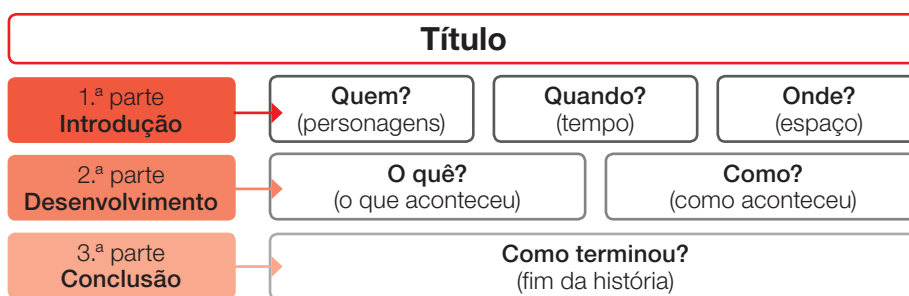 Título
1.ª parte
Introdução
Quem?
(personagens)
Quando?
(tempo)
Onde?
(espaço)
2.ª parte
Desenvolvimento
O quê?
(o que aconteceu)
Como?
(como aconteceu)
3.ª parte
Conclusão
Como terminou?
(fim da história)